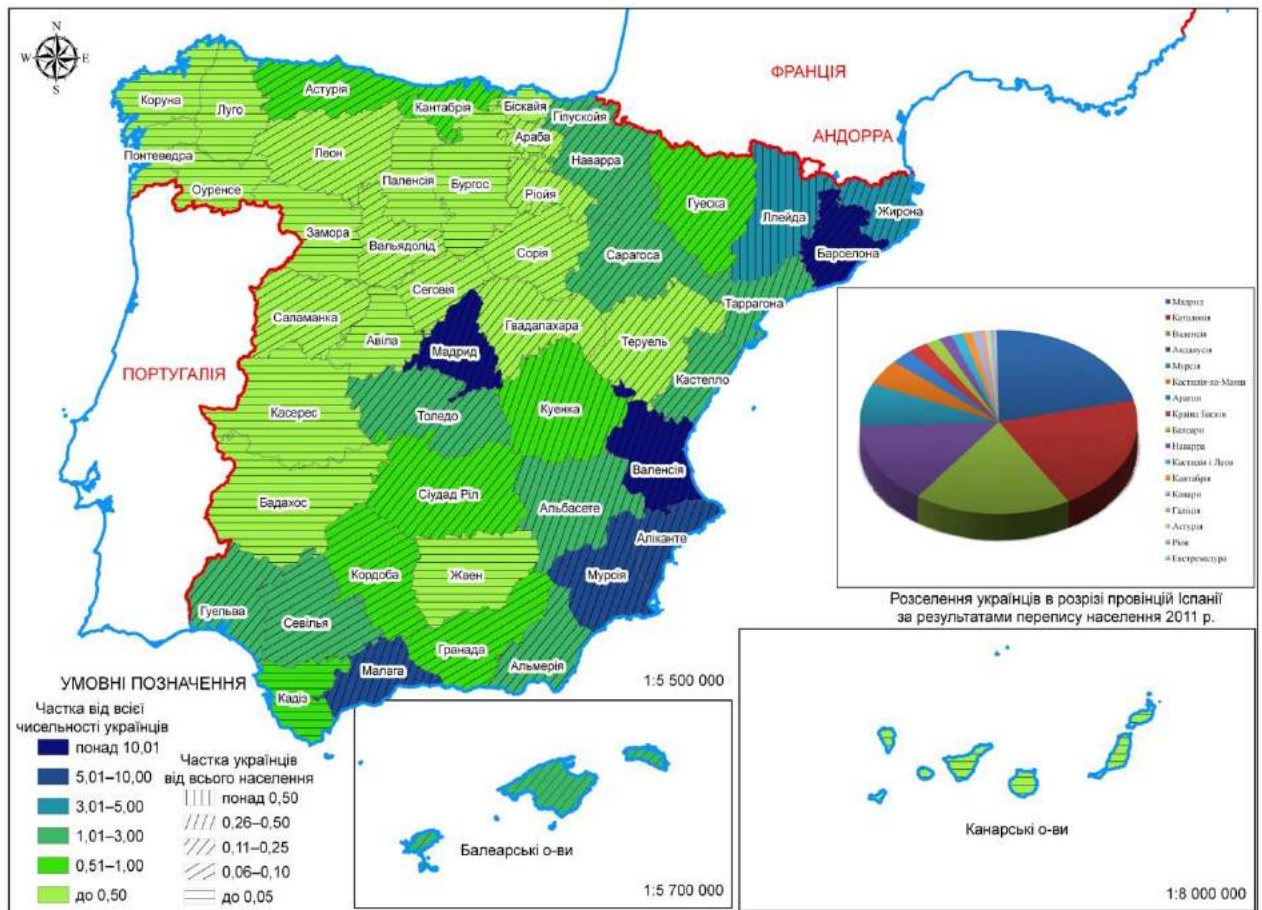 N
W
E
S
ФРАНЦІЯ
АНДОРРА
ПОРТУГАЛІЯ
Коруна
Луго
Астурія
Кантабрія
Біскайя
Гіпускойя
Араба
Наварра
Понтеведра
Оуренсе
Леон
Паленсія
Бургос
Ріойя
Гуеска
Ллейда
Жирона
Барселона
Замора
Вальядолід
Сорія
Сарагоса
Таррагона
Сеговія
Саламанка
Авіла
Мадрид
Гвадалахара
Теруель
Кастелло
Касерес
Толедо
Куенка
Валенсія
Бадахос
Сіудад Ріл
Альбасете
Аліканте
Мурсія
Кордоба
Жаен
Гуельва
Севілья
Гранада
Альмерія
Малага
Кадіз
Мадрид
Каталонія
Валенсія
Андалусія
Мурсія
Кастилія-ла-Манш
Арагон
Країна Басків
Балеари
Наварра
Кастилія і Леон
Кантабрія
Канари
Галіція
Астурія
Ріоя
Екстремадура
Розселення українців в розрізі провінцій Іспанії
за результатами перепису населення 2011 р.
1:5 500 000
УМОВНІ ПОЗНАЧЕННЯ
Частка від всієї
чисельності українців
понад 10,01
5,01–10,00
3,01–5,00
1,01–3,00
0,51–1,00
до 0,50
Частка українців
від всього населення
понад 0,50
0,26–0,50
0,11–0,25
0,06–0,10
до 0,05
Балеарські о-ви
1:5 700 000
Канарські о-ви
1:8 000 000